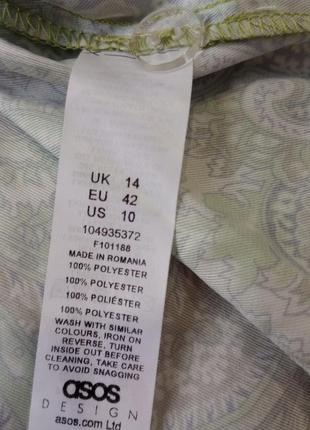 UK 14
EU 42
US 10
104935372
F101188
MADE IN ROMANIA
100% POLYESTER
100% POLYESTER
100% POLIÉSTER
100% POLYESTER
WASH WITH SIMILAR
COLOURS, IRON ON
REVERSE, TURN
INSIDE OUT BEFORE
CLEANING, TAKE CARE
TO AVOID SNAGGING
asos
DESIGN
asos.com Ltd